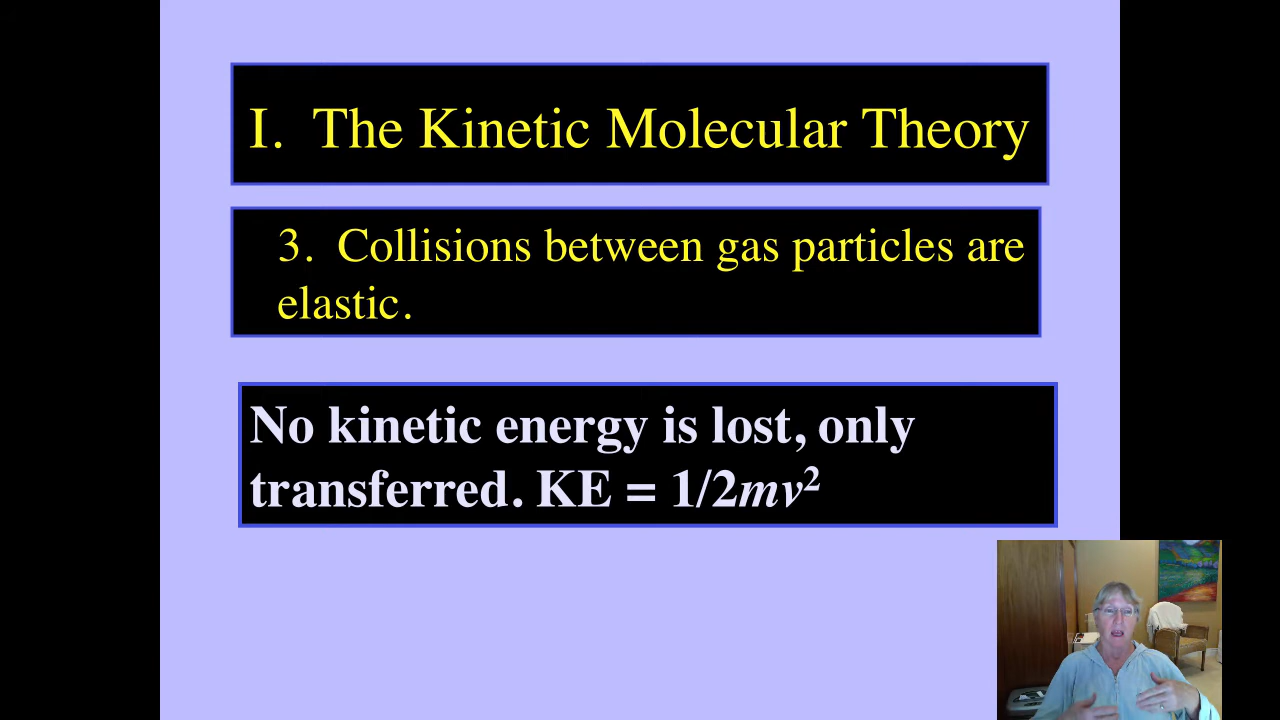 I.  The Kinetic Molecular Theory
3.  Collisions between gas particles are
elastic.
No kinetic energy is lost, only
transferred. KE = 1/2mv²